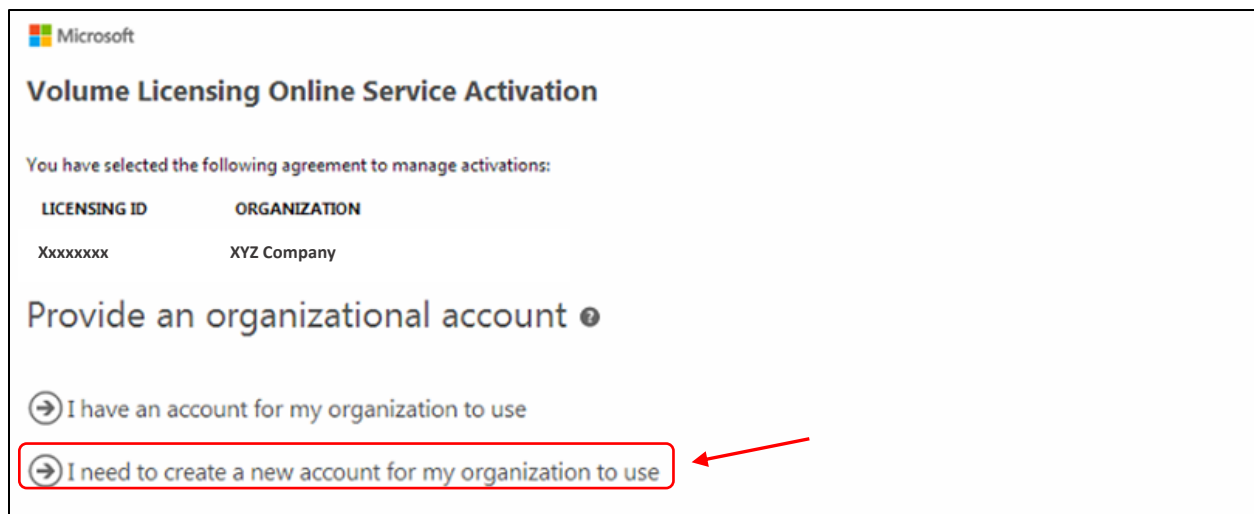 Microsoft
Volume Licensing Online Service Activation
You have selected the following agreement to manage activations:
LICENSING ID ORGANIZATION
Xxxxxxxx XYZ Company
Provide an organizational account ?
I have an account for my organization to use
I need to create a new account for my organization to use